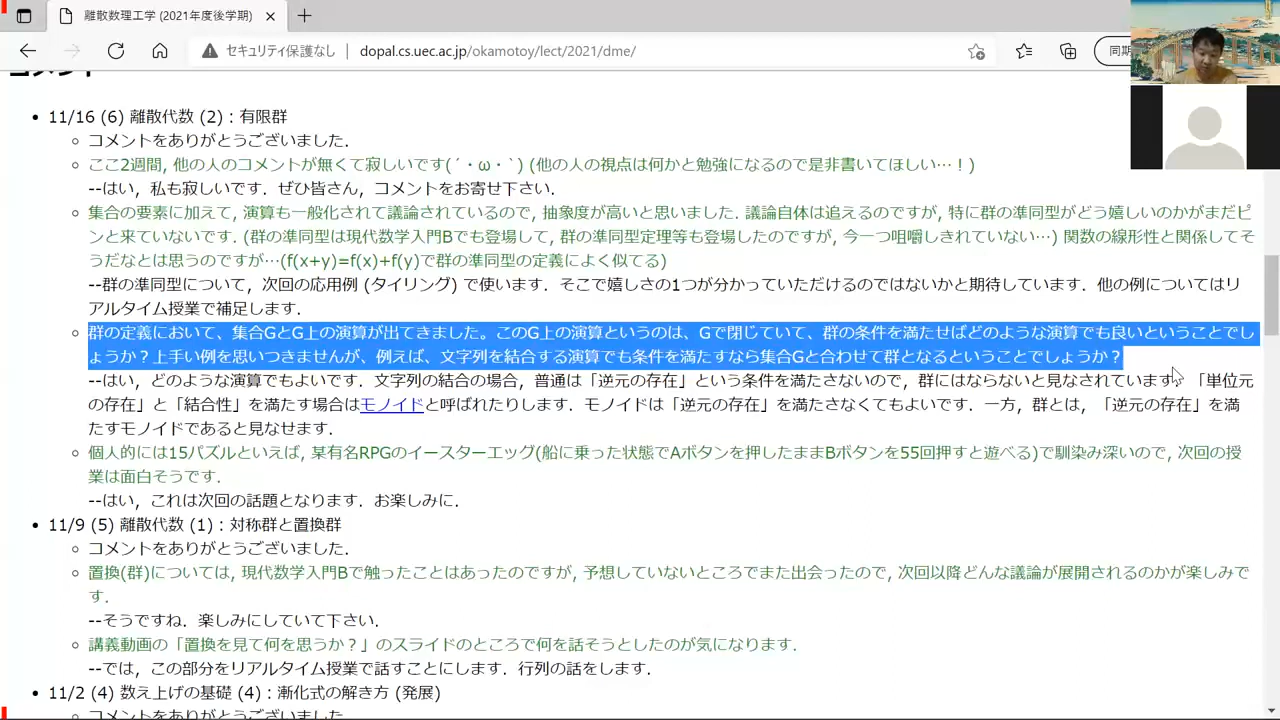 離散数理工学 (2021年度後学期)
セキュリティ保護なし | dopal.cs.uec.ac.jp/okamotoy/lect/2021/dme/
同期
コメント
11/16 (6) 離散代数 (2) : 有限群
コメントをありがとうございました.
ここ2週間, 他の人のコメントが無くて寂しいです(´・ω・`) (他の人の視点は何かと勉強になるので是非書いてほしい…！)
--はい，私も寂しいです．ぜひ皆さん，コメントをお寄せ下さい．
集合の要素に加えて, 演算も一般化されて議論されているので, 抽象度が高いと思いました. 議論自体は追えるのですが, 特に群の準同型がどう嬉しいのかがまだピ
ンと来ていないです. (群の準同型は現代数学入門Bでも登場して, 群の準同型定理等も登場したのですが, 今一つ咀嚼しきれていない…) 関数の線形性と関係してそ
うだなとは思うのですが…(f(x+y)=f(x)+f(y)で群の準同型の定義によく似てる)
--群の準同型について，次回の応用例 (タイリング) で使います．そこで嬉しさの1つが分かっていただけるのではないかと期待しています．他の例についてはリ
アルタイム授業で補足します．
群の定義において、集合GとG上の演算が出てきました。このG上の演算というのは、Gで閉じていて、群の条件を満たせばどのような演算でも良いということでし
ょうか？上手い例を思いつきませんが、例えば、文字列を結合する演算でも条件を満たすなら集合Gと合わせて群となるということでしょうか？
--はい，どのような演算でもよいです．文字列の結合の場合，普通は「逆元の存在」という条件を満たさないので，群にはならないと見なされています．「単位元
の存在」と「結合性」を満たす場合はモノイドと呼ばれたりします．モノイドは「逆元の存在」を満たさなくてもよいです．一方，群とは，「逆元の存在」を満
たすモノイドであると見なせます．
個人的には15パズルといえば, 某有名RPGのイースターエッグ(船に乗った状態でAボタンを押したままBボタンを55回押すと遊べる)で馴染み深いので, 次回の授
業は面白そうです.
--はい，これは次回の話題となります．お楽しみに．
11/9 (5) 離散代数 (1) : 対称群と置換群
コメントをありがとうございました.
置換(群)については, 現代数学入門Bで触ったことはあったのですが, 予想していないところでまた出会ったので, 次回以降どんな議論が展開されるのかが楽しみで
す.
--そうですね．楽しみにしていて下さい．
講義動画の「置換を見て何を思うか？」のスライドのところで何を話そうとしたのが気になります.
--では，この部分をリアルタイム授業で話すことにします．行列の話をします．
11/2 (4) 数え上げの基礎 (4) : 漸化式の解き方 (発展)
コメントをありがとうございました.